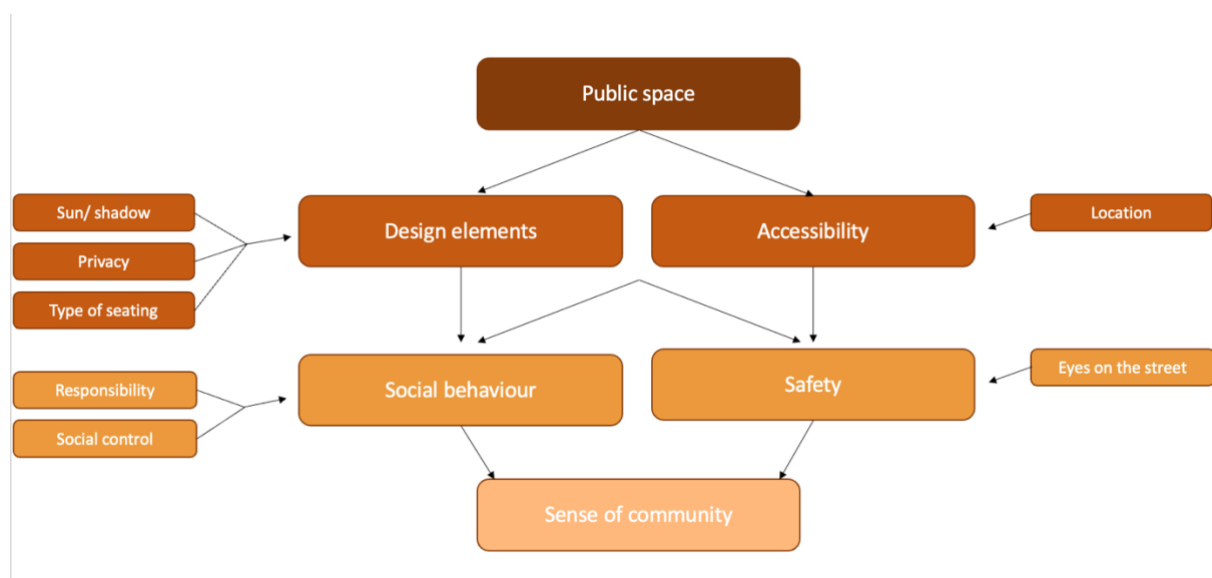 Public space
Sun/ shadow
Design elements
Accessibility
Location
Privacy
Type of seating
Responsibility
Social behaviour
Safety
Eyes on the street
Social control
Sense of community